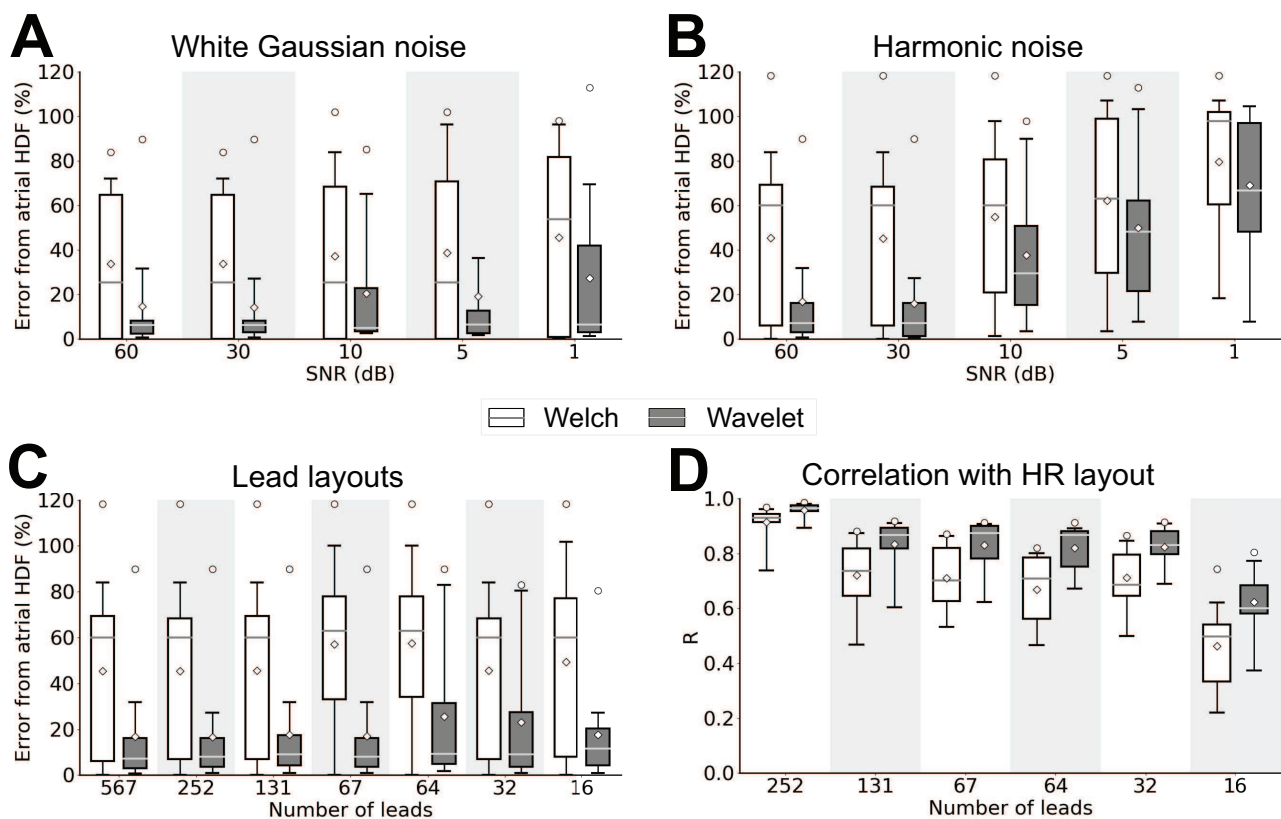 A
White Gaussian noise
Error from atrial HDF (%)
120
100
80
60
40
20
0
60 30 10 5 1
SNR (dB)
B
Harmonic noise
Error from atrial HDF (%)
120
100
80
60
40
20
0
60 30 10 5 1
SNR (dB)
Welch Wavelet
C
Lead layouts
Error from atrial HDF (%)
120
100
80
60
40
20
0
567 252 131 67 64 32 16
Number of leads
D
Correlation with HR layout
R
1.0
0.8
0.6
0.4
0.2
0.0
252 131 67 64 32 16
Number of leads